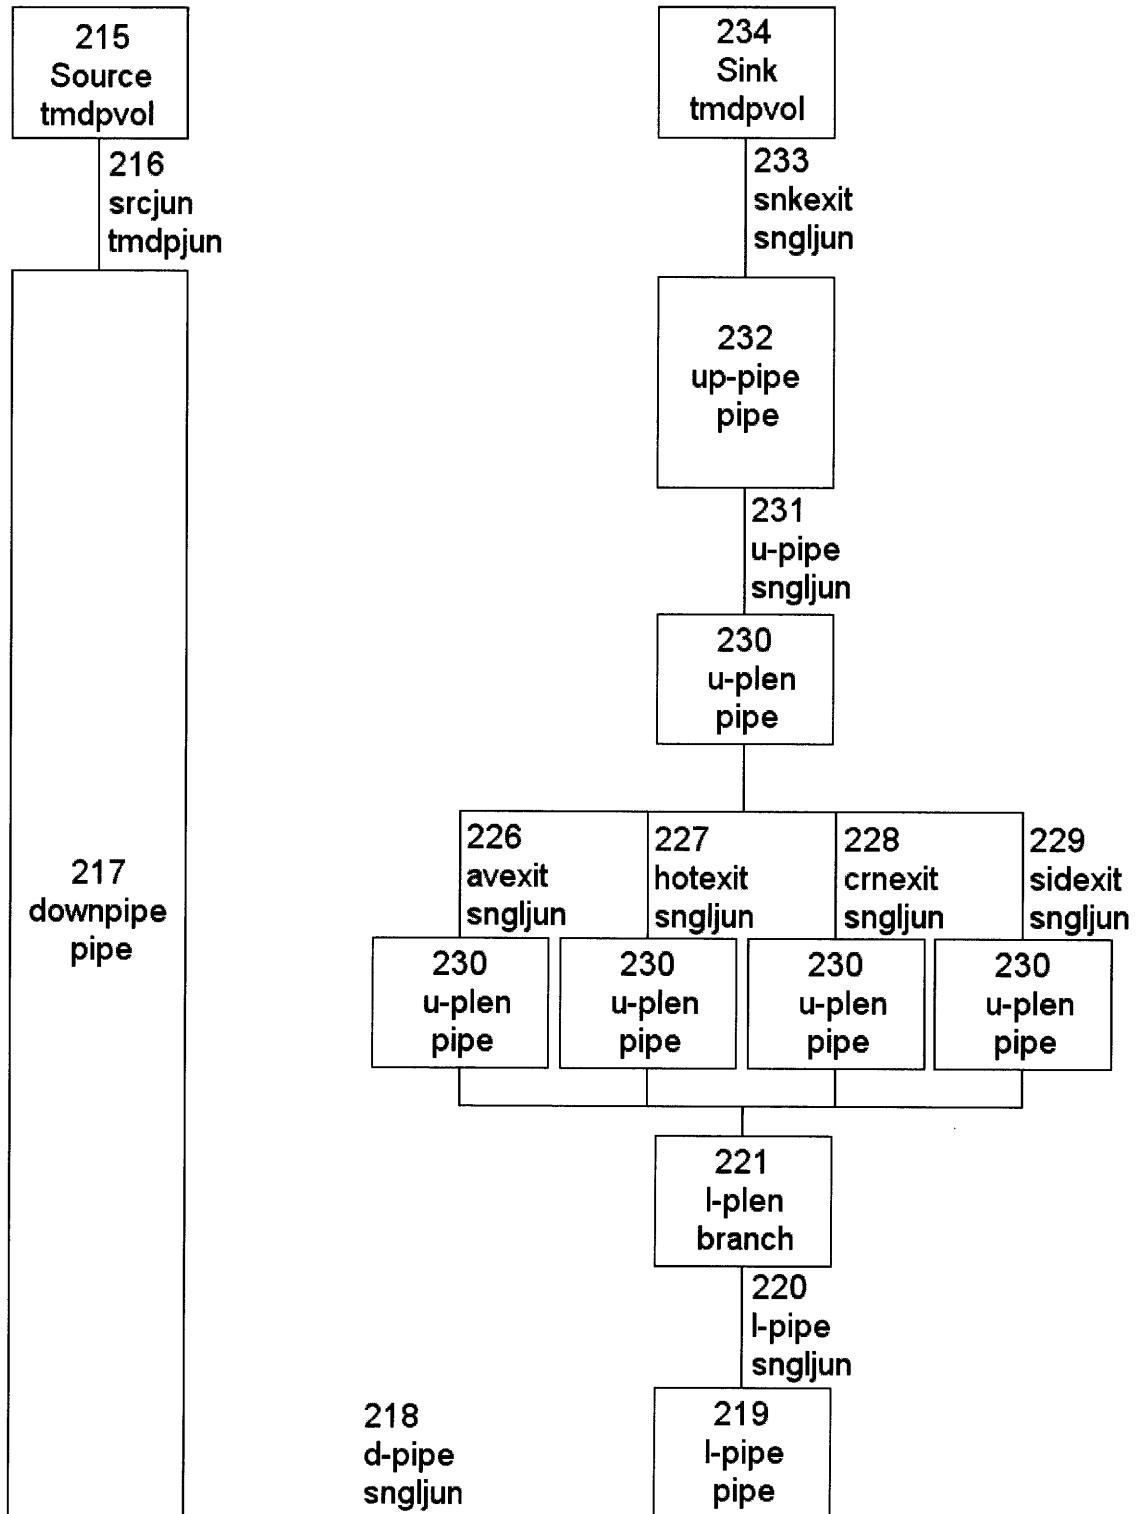 215
Source
tmdpvol
216
srcjun
tmdpjun
217
downpipe
pipe
234
Sink
tmdpvol
233
snkexit
sngljun
232
up-pipe
pipe
231
u-pipe
sngljun
230
u-plen
pipe
226
avexit
sngljun
227
hotexit
sngljun
228
crnexit
sngljun
229
sidexit
sngljun
230
u-plen
pipe
230
u-plen
pipe
230
u-plen
pipe
230
u-plen
pipe
221
l-plen
branch
220
l-pipe
sngljun
218
d-pipe
sngljun
219
l-pipe
pipe